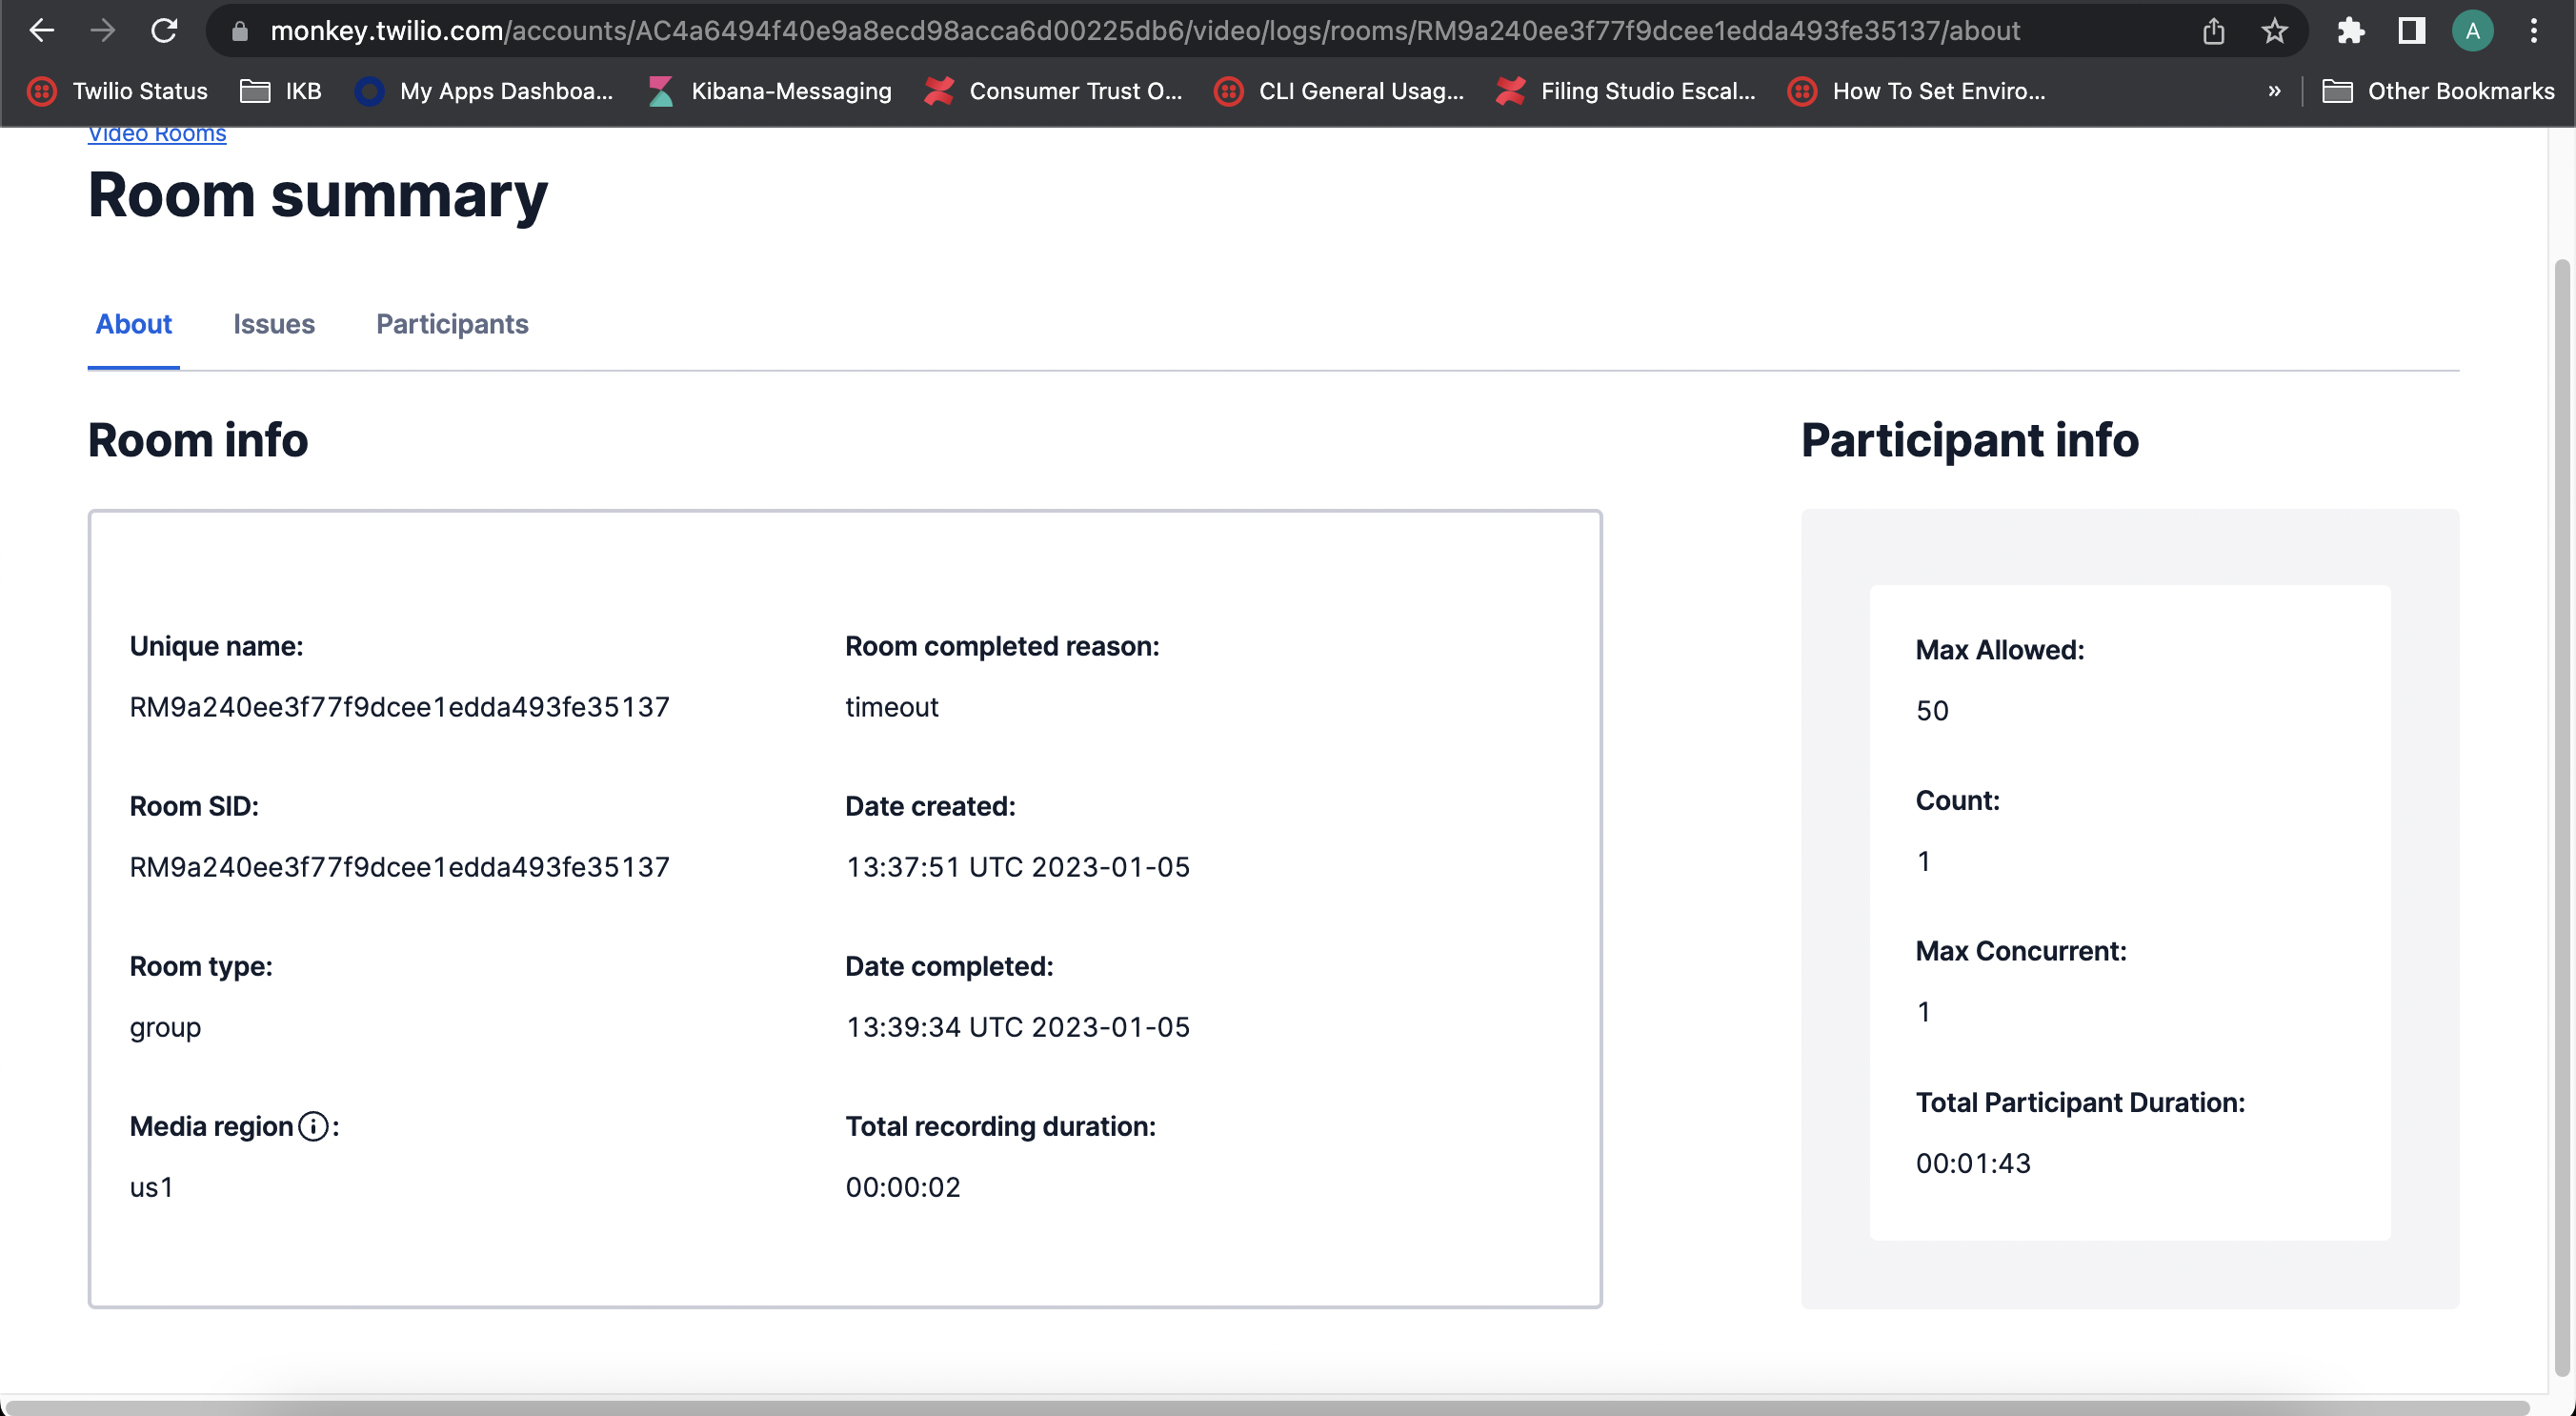 monkey.twilio.com/accounts/AC4a6494f40e9a8ecd98acca6d00225db6/video/logs/rooms/RM9a240ee3f77f9dcee1edda493fe35137/about
A
Twilio Status IKB My Apps Dashboa... Kibana-Messaging Consumer Trust O... CLI General Usag... Filing Studio Escal... How To Set Enviro... » Other Bookmarks
Video Rooms
Room summary
About Issues Participants
Room info
Unique name:
RM9a240ee3f77f9dcee1edda493fe35137
Room SID:
RM9a240ee3f77f9dcee1edda493fe35137
Room type:
group
Media region ⓘ:
us1
Room completed reason:
timeout
Date created:
13:37:51 UTC 2023-01-05
Date completed:
13:39:34 UTC 2023-01-05
Total recording duration:
00:00:02
Participant info
Max Allowed:
50
Count:
1
Max Concurrent:
1
Total Participant Duration:
00:01:43